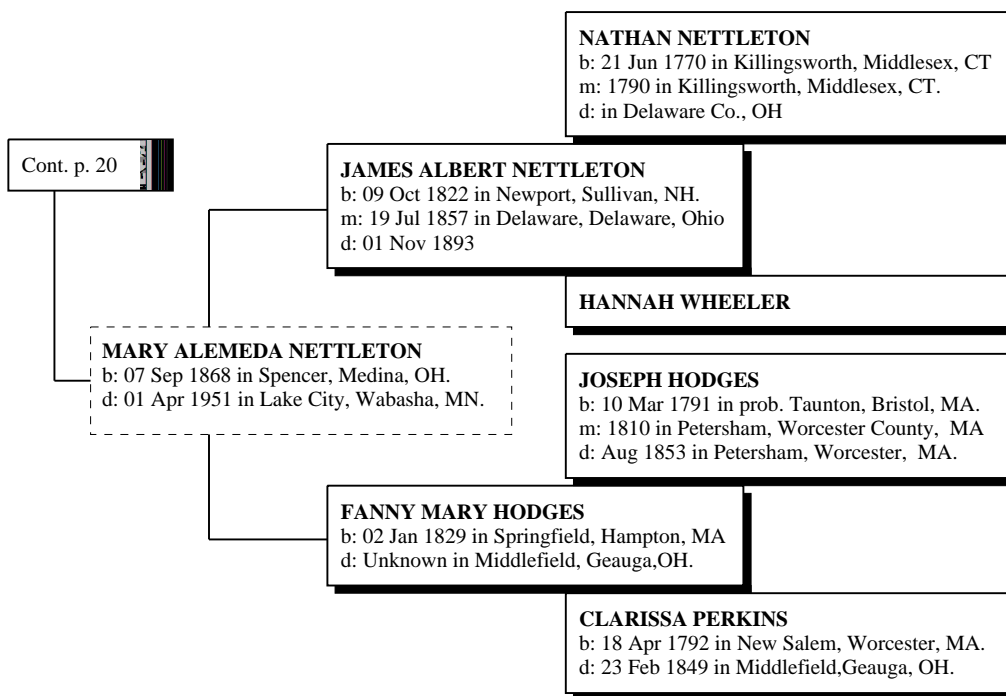 NATHAN NETTLETON
b: 21 Jun 1770 in Killingsworth, Middlesex, CT
m: 1790 in Killingsworth, Middlesex, CT.
d: in Delaware Co., OH
Cont. p. 20
JAMES ALBERT NETTLETON
b: 09 Oct 1822 in Newport, Sullivan, NH.
m: 19 Jul 1857 in Delaware, Delaware, Ohio
d: 01 Nov 1893
HANNAH WHEELER
MARY ALEMEDA NETTLETON
b: 07 Sep 1868 in Spencer, Medina, OH.
d: 01 Apr 1951 in Lake City, Wabasha, MN.
JOSEPH HODGES
b: 10 Mar 1791 in prob. Taunton, Bristol, MA.
m: 1810 in Petersham, Worcester County,  MA
d: Aug 1853 in Petersham, Worcester,  MA.
FANNY MARY HODGES
b: 02 Jan 1829 in Springfield, Hampton, MA
d: Unknown in Middlefield, Geauga,OH.
CLARISSA PERKINS
b: 18 Apr 1792 in New Salem, Worcester, MA.
d: 23 Feb 1849 in Middlefield,Geauga, OH.